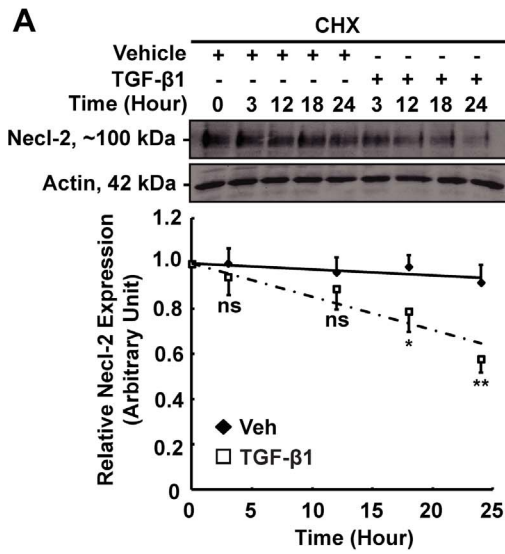 A
CHX
Vehicle + + + + + - - - -
TGF-β1 - - - - - + + + +
Time (Hour) 0 3 12 18 24 3 12 18 24
Necl-2, ~100 kDa -
Actin, 42 kDa -
Relative Necl-2 Expression
(Arbitrary Unit)
1.2
1.0
0.8
0.6
0.4
0.2
0
ns
ns
*
**
Veh
TGF-β1
0 5 10 15 20 25
Time (Hour)